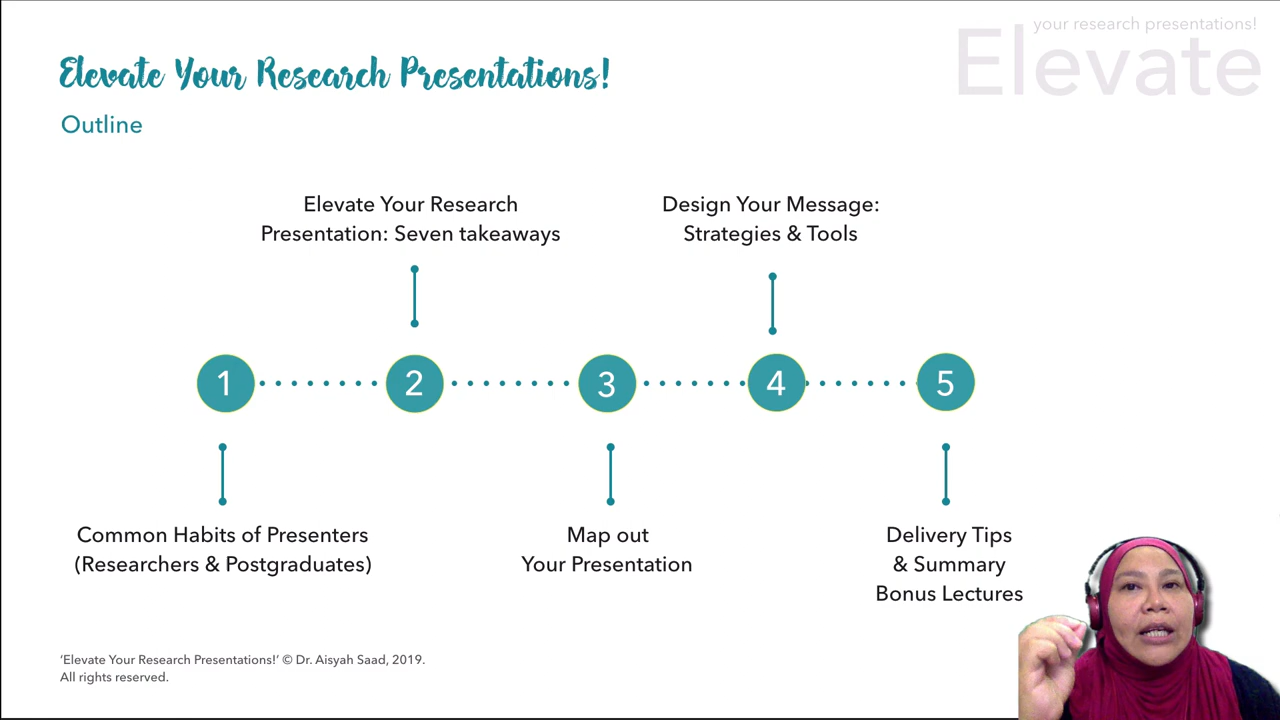 your research presentations!
Elevate
Elevate Your Research Presentations!
Outline
Elevate Your Research
Presentation: Seven takeaways
Design Your Message:
Strategies & Tools
1
2
3
4
5
Common Habits of Presenters
(Researchers & Postgraduates)
Map out
Your Presentation
Delivery Tips
& Summary
Bonus Lectures
‘Elevate Your Research Presentations!’ © Dr. Aisyah Saad, 2019.
All rights reserved.